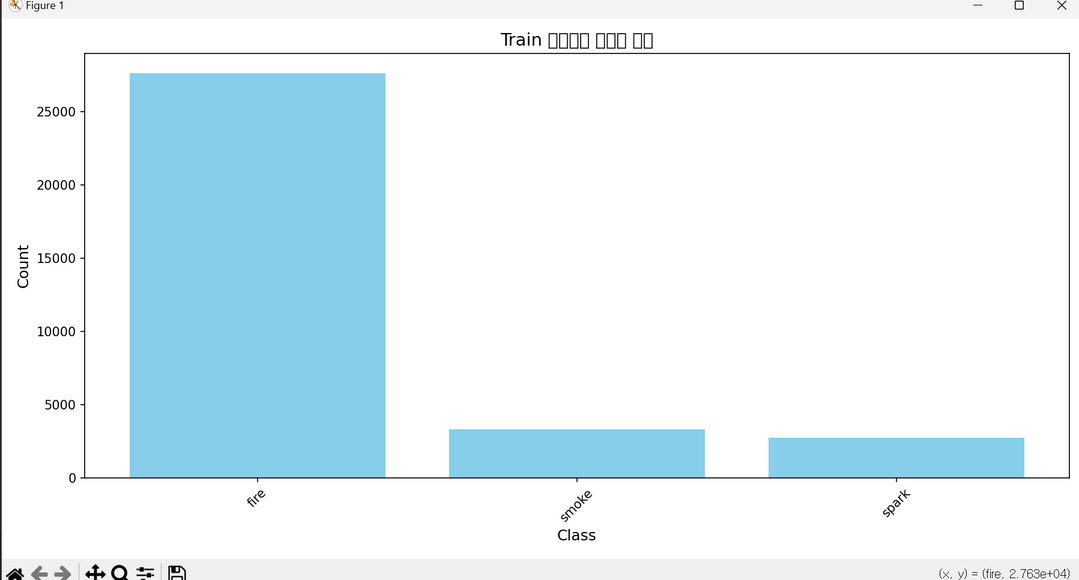 Figure 1
Train
25000
20000
15000
10000
5000
0
Count
fire
smoke
spark
Class
(x, y) = (fire, 2.763e+04)